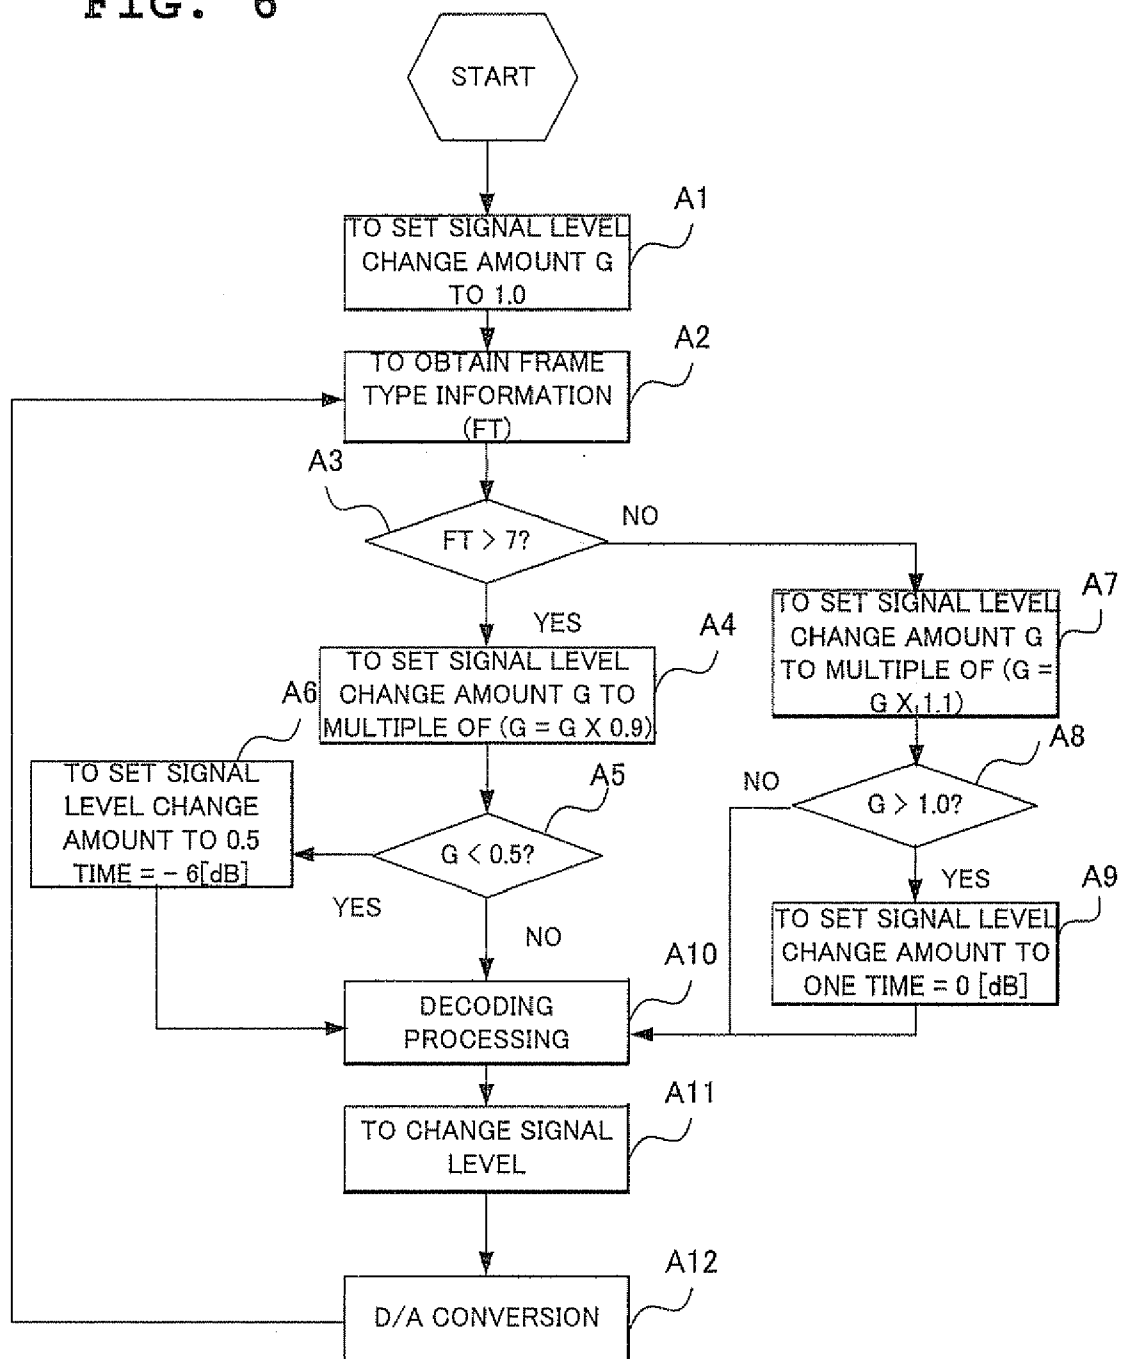 FIG. 6
START
A1
TO SET SIGNAL LEVEL
CHANGE AMOUNT G
TO 1.0
A2
TO OBTAIN FRAME
TYPE INFORMATION
(FT)
A3
FT > 7?
NO
YES
A4
TO SET SIGNAL LEVEL
CHANGE AMOUNT G TO
MULTIPLE OF (G = G X 0.9)
A7
TO SET SIGNAL LEVEL
CHANGE AMOUNT G
TO MULTIPLE OF (G =
G X 1.1)
A6
TO SET SIGNAL
LEVEL CHANGE
AMOUNT TO 0.5
TIME = - 6[dB]
A5
G < 0.5?
YES
NO
A8
G > 1.0?
NO
YES
A9
TO SET SIGNAL LEVEL
CHANGE AMOUNT TO
ONE TIME = 0 [dB]
A10
DECODING
PROCESSING
A11
TO CHANGE SIGNAL
LEVEL
A12
D/A CONVERSION